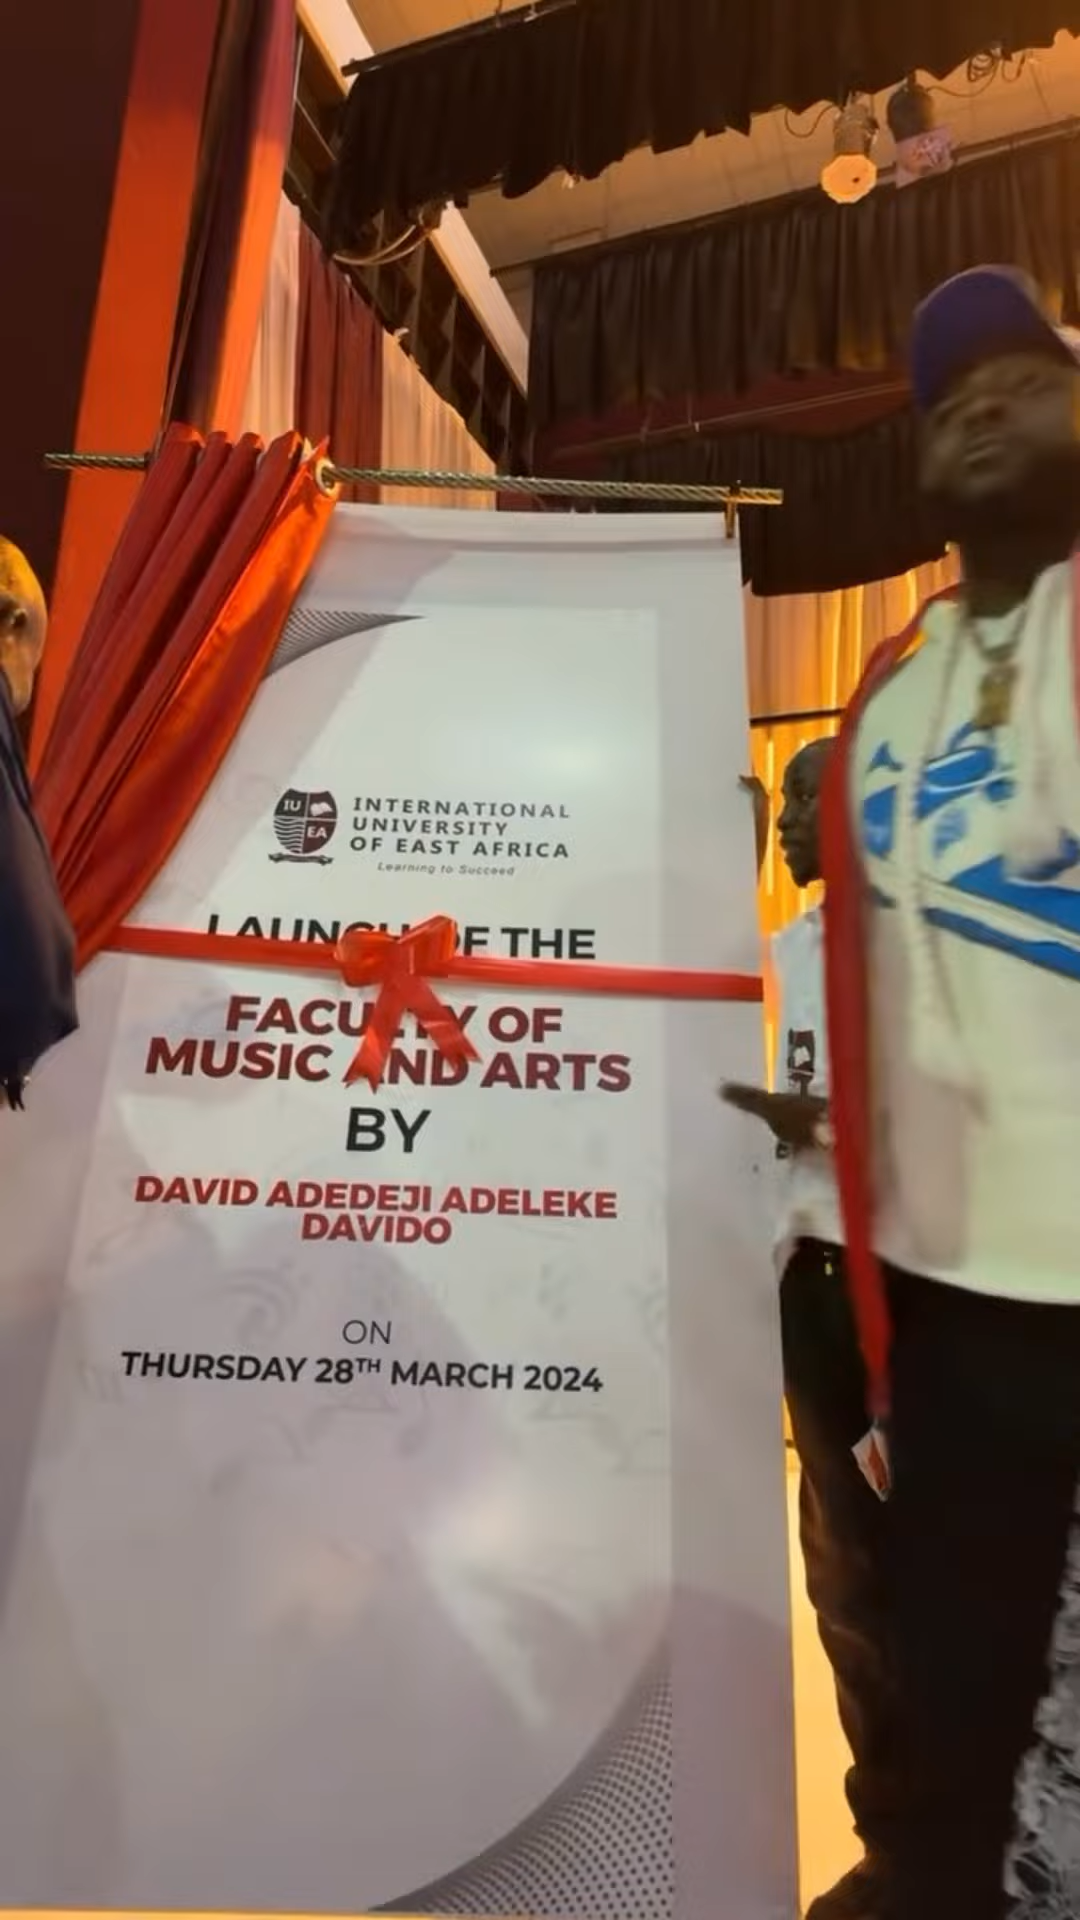 IU
EA
INTERNATIONAL
UNIVERSITY
OF EAST AFRICA
Learning to Succeed
LAUNCH OF THE
FACULTY OF
MUSIC AND ARTS
BY
DAVID ADEDEJI ADELEKE
DAVIDO
ON
THURSDAY 28TH MARCH 2024